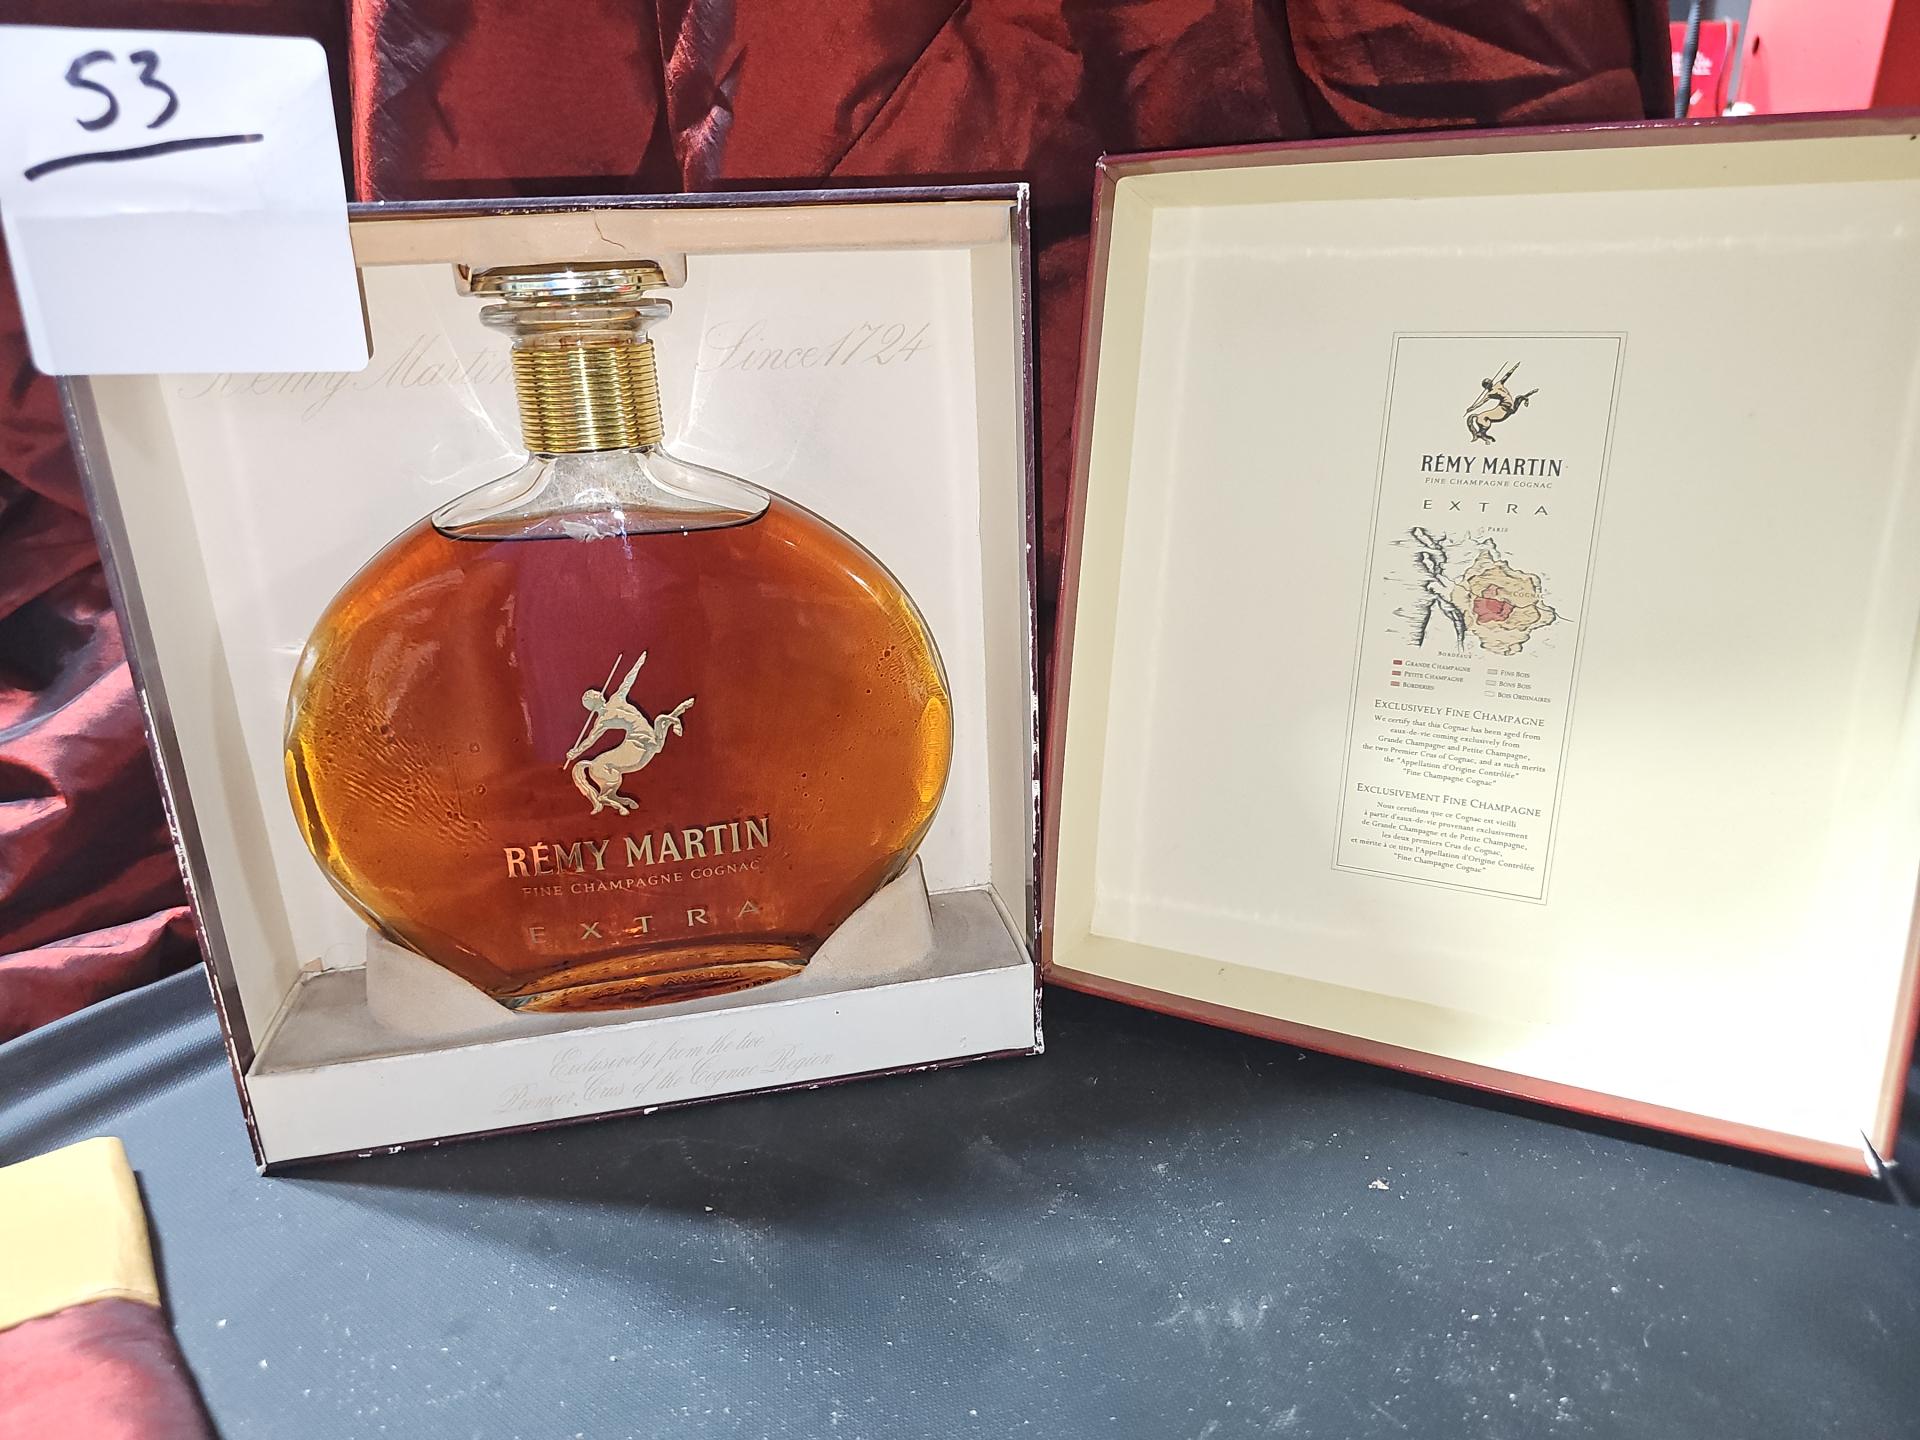 53
Rémy Martin Since 1724
RÉMY MARTIN
FINE CHAMPAGNE COGNAC
EXTRA
Exclusively from the two
Premier Crus of the Cognac Region
RÉMY MARTIN
FINE CHAMPAGNE COGNAC
EXTRA
PARIS
COGNAC
BORDEAUX
GRANDE CHAMPAGNE
PETITE CHAMPAGNE
BORDERIES
FINS BOIS
BONS BOIS
BOIS ORDINAIRES
EXCLUSIVELY FINE CHAMPAGNE
We certify that this Cognac has been aged from
eaux-de-vie coming exclusively from
Grande Champagne and Petite Champagne,
the two Premier Crus of Cognac, and as such merits
the "Appellation d'Origine Contrôlée"
"Fine Champagne Cognac"
EXCLUSIVEMENT FINE CHAMPAGNE
Nous certifions que ce Cognac est vieilli
à partir d'eaux-de-vie provenant exclusivement
de Grande Champagne et de Petite Champagne,
les deux premiers Crus de Cognac,
et mérite à ce titre l'Appellation d'Origine Contrôlée
"Fine Champagne Cognac"